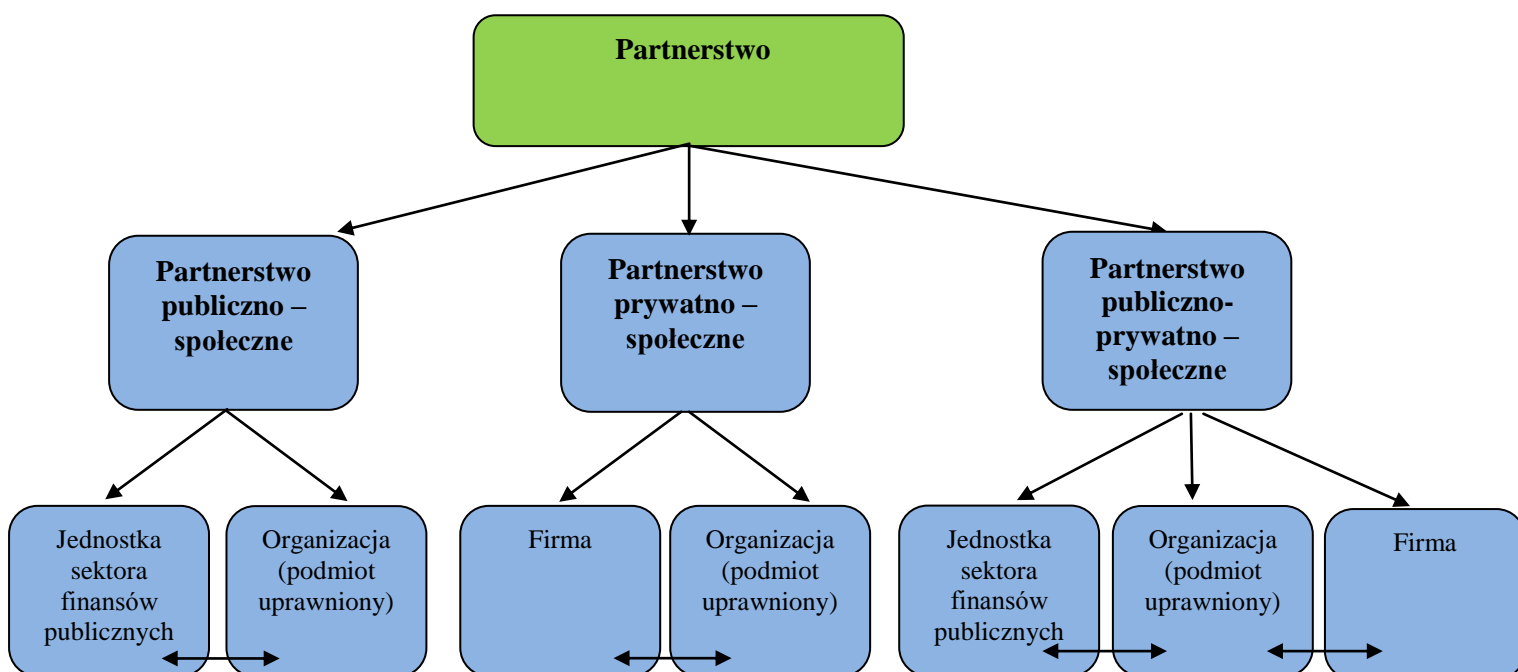 Partnerstwo
Partnerstwo
publiczno –
społeczne
Partnerstwo
prywatno –
społeczne
Partnerstwo
publiczno-
prywatno –
społeczne
Jednostka
sektora
finansów
publicznych
Organizacja
(podmiot
uprawniony)
Firma
Organizacja
(podmiot
uprawniony)
Jednostka
sektora
finansów
publicznych
Organizacja
(podmiot
uprawniony)
Firma